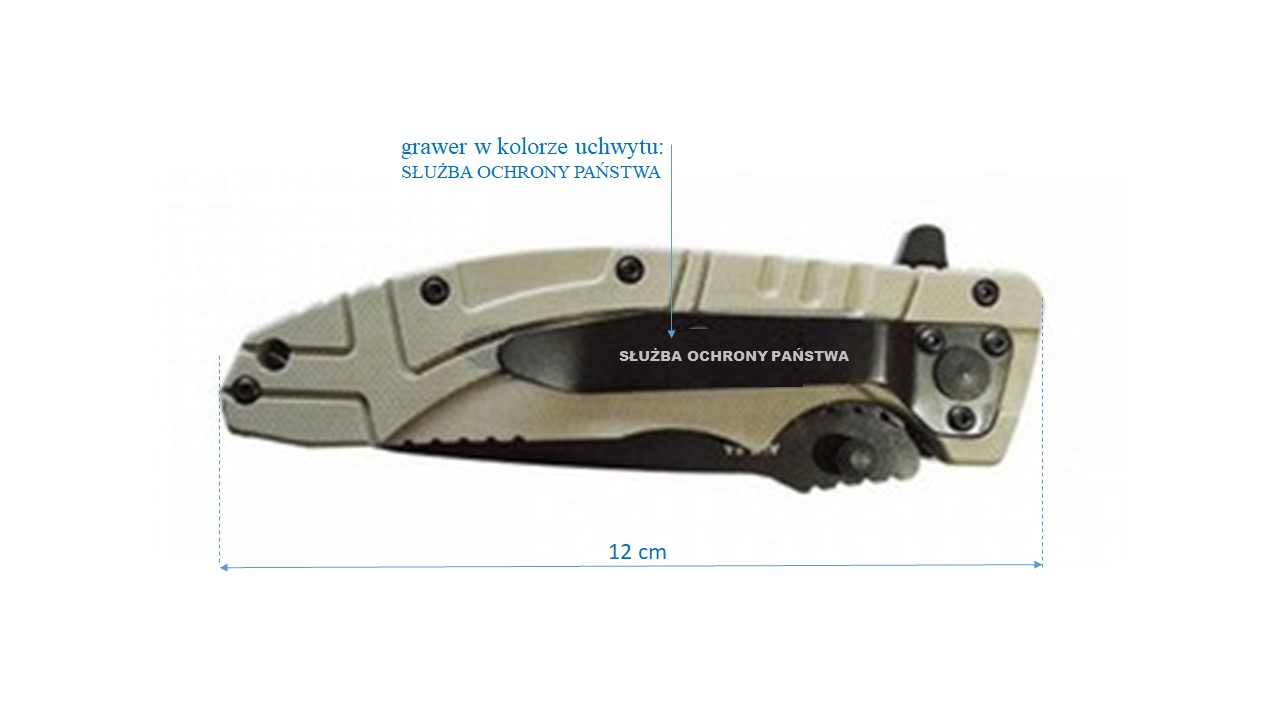 grawer w kolorze uchwytu:
SŁUŻBA OCHRONY PAŃSTWA
SŁUŻBA OCHRONY PAŃSTWA
12 cm